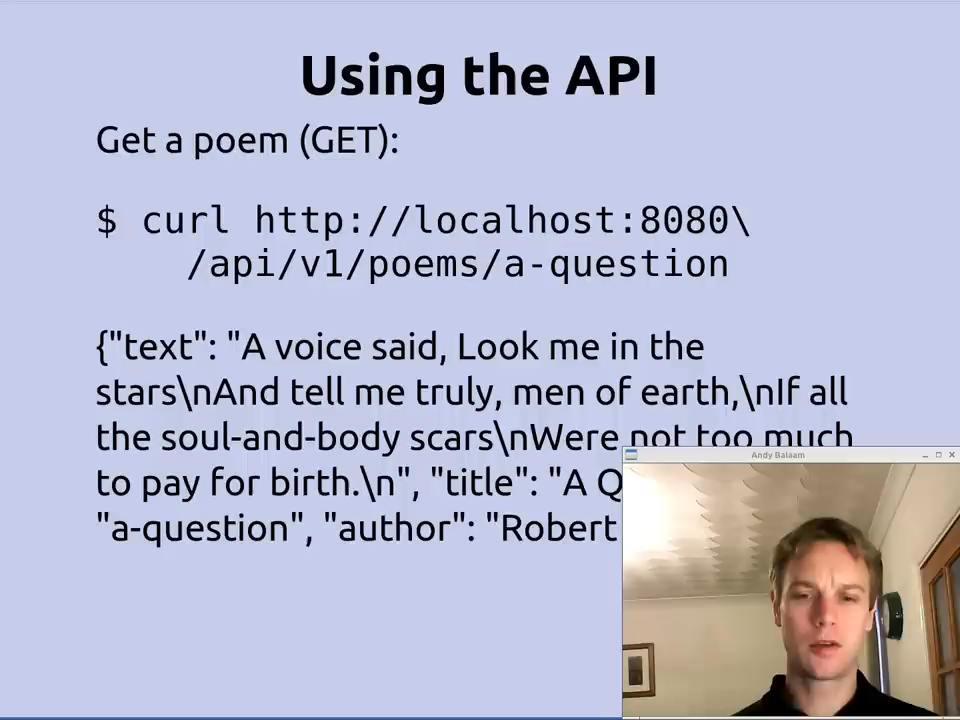 Using the API
Get a poem (GET):
$ curl http://localhost:8080\
/api/v1/poems/a-question
{"text": "A voice said, Look me in the
stars\nAnd tell me truly, men of earth,\nIf all
the soul-and-body scars\nWere not too much
to pay for birth.\n", "title": "A Q
"a-question", "author": "Robert
Andy Balaam